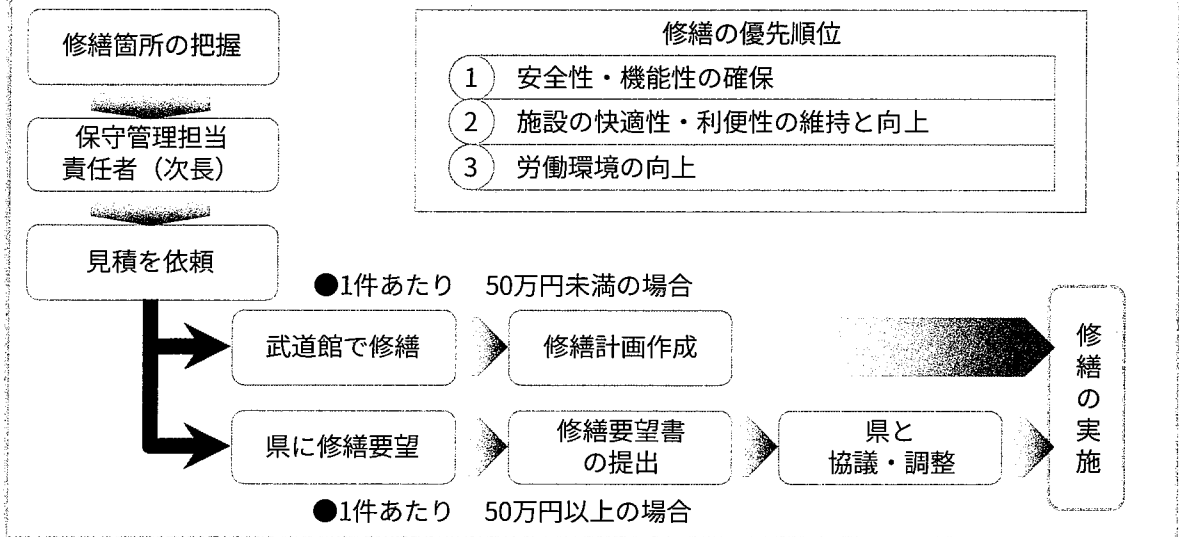 修繕箇所の把握
保守管理担当
責任者（次長）
見積を依頼
修繕の優先順位
1 安全性・機能性の確保
2 施設の快適性・利便性の維持と向上
3 労働環境の向上
●1件あたり 50万円未満の場合
武道館で修繕
修繕計画作成
県に修繕要望
修繕要望書
の提出
県と
協議・調整
修繕の実施
●1件あたり 50万円以上の場合